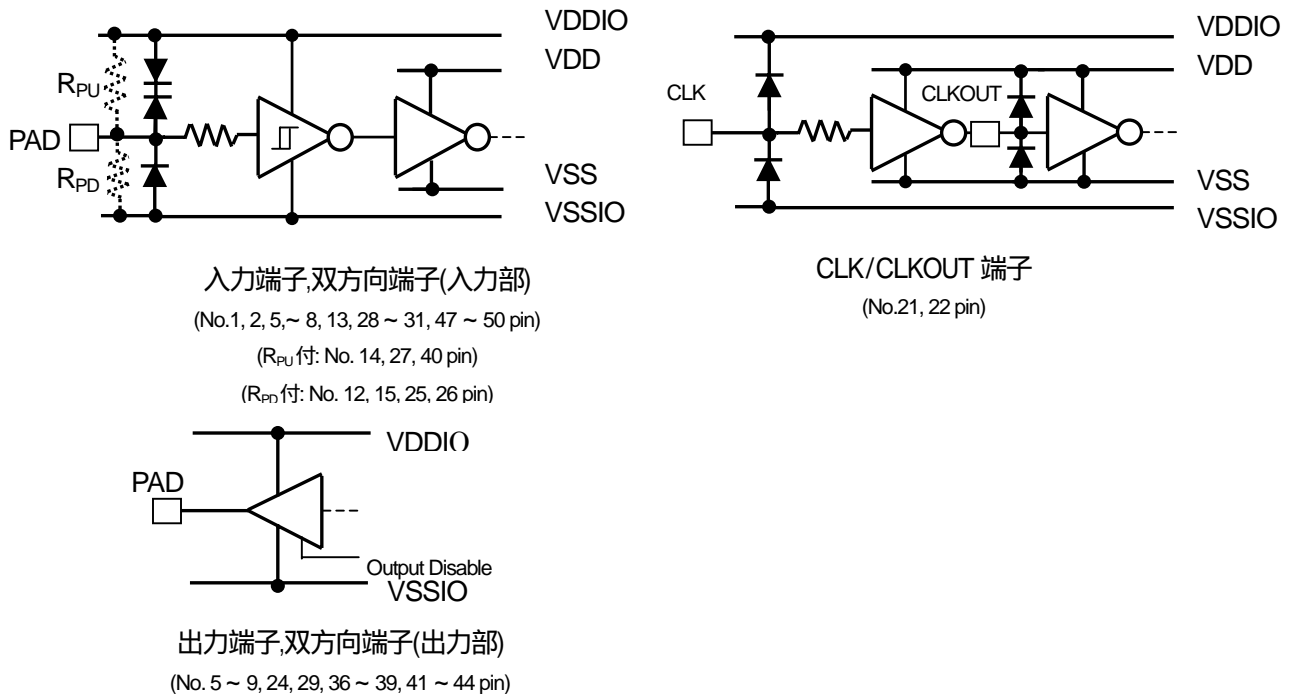 VDDIO
VDD
R_PU
PAD
R_PD
VSS
VSSIO
入力端子,双方向端子(入力部)
(No.1, 2, 5,~ 8, 13, 28 ~ 31, 47 ~ 50 pin)
(R_PU付: No. 14, 27, 40 pin)
(R_PD付: No. 12, 15, 25, 26 pin)
VDDIO
VDD
CLK
CLKOUT
VSS
VSSIO
CLK/CLKOUT 端子
(No.21, 22 pin)
VDDIO
PAD
Output Disable
VSSIO
出力端子,双方向端子(出力部)
(No. 5 ~ 9, 24, 29, 36 ~ 39, 41 ~ 44 pin)